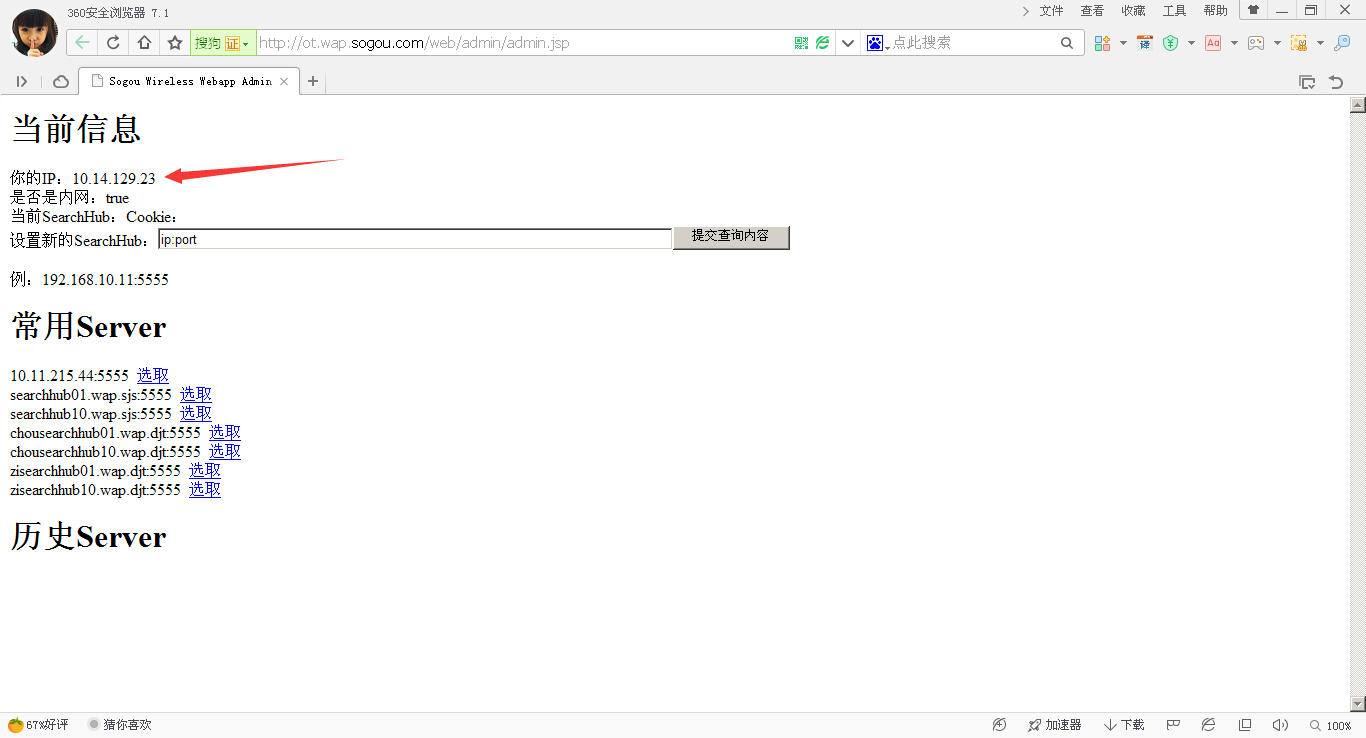 360安全浏览器 7.1
文件 查看 收藏 工具 帮助
搜狗 证 http://ot.wap.sogou.com/web/admin/admin.jsp 点此搜索 译 Aa
Sogou Wireless Webapp Admin
当前信息
你的IP：10.14.129.23
是否是内网：true
当前SearchHub：Cookie：
设置新的SearchHub：ip:port 提交查询内容
例：192.168.10.11:5555
常用Server
10.11.215.44:5555 选取
searchhub01.wap.sjs:5555 选取
searchhub10.wap.sjs:5555 选取
chousearchhub01.wap.djt:5555 选取
chousearchhub10.wap.djt:5555 选取
zisearchhub01.wap.djt:5555 选取
zisearchhub10.wap.djt:5555 选取
历史Server
67%好评 猜你喜欢 加速器 下载 100%